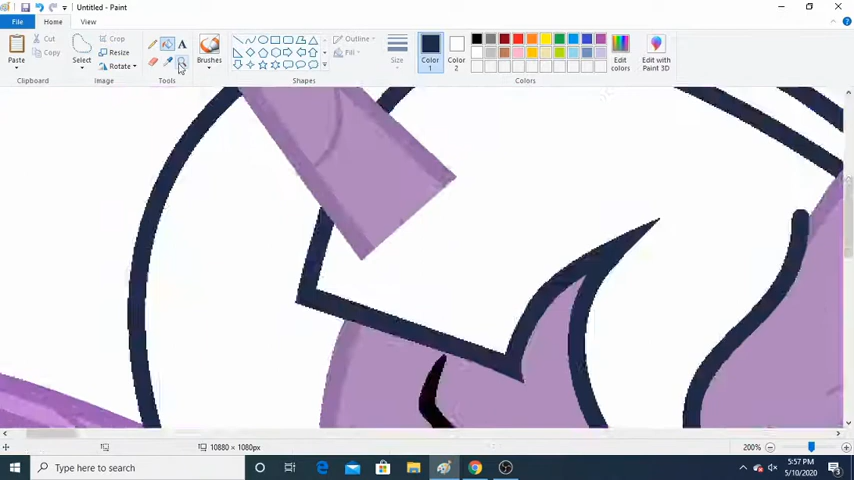 Untitled - Paint
File Home View
Paste
Cut
Copy
Clipboard
Select
Crop
Resize
Rotate
Image
A
Tools
Brushes
Outline
Fill
Shapes
Size
Color 1
Color 2
Edit colors
Edit with Paint 3D
Colors
10880 × 1080px
200%
Type here to search
5:57 PM
5/10/2020